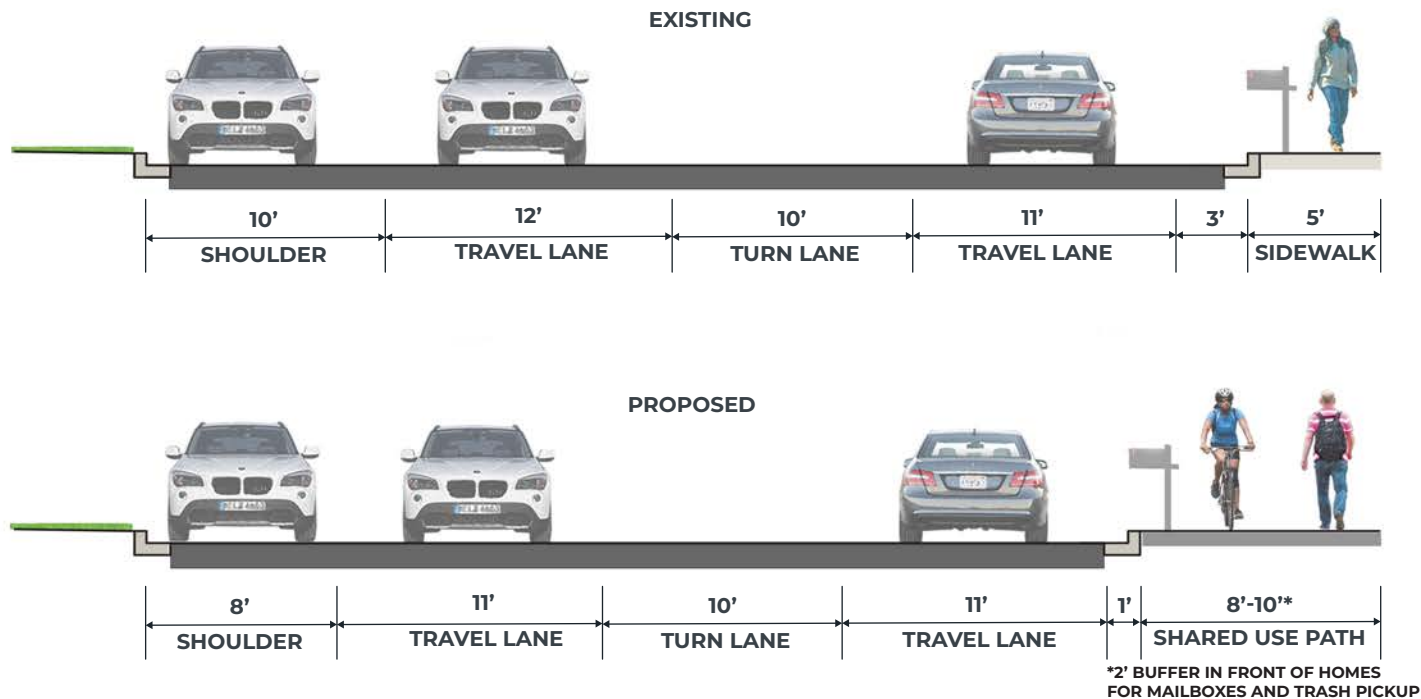 EXISTING
10’ 12’ 10’ 11’ 3’ 5’
SHOULDER TRAVEL LANE TURN LANE TRAVEL LANE SIDEWALK
PROPOSED
8’ 11’ 10’ 11’ 1’ 8’-10’*
SHOULDER TRAVEL LANE TURN LANE TRAVEL LANE SHARED USE PATH
*2’ BUFFER IN FRONT OF HOMES
FOR MAILBOXES AND TRASH PICKUP